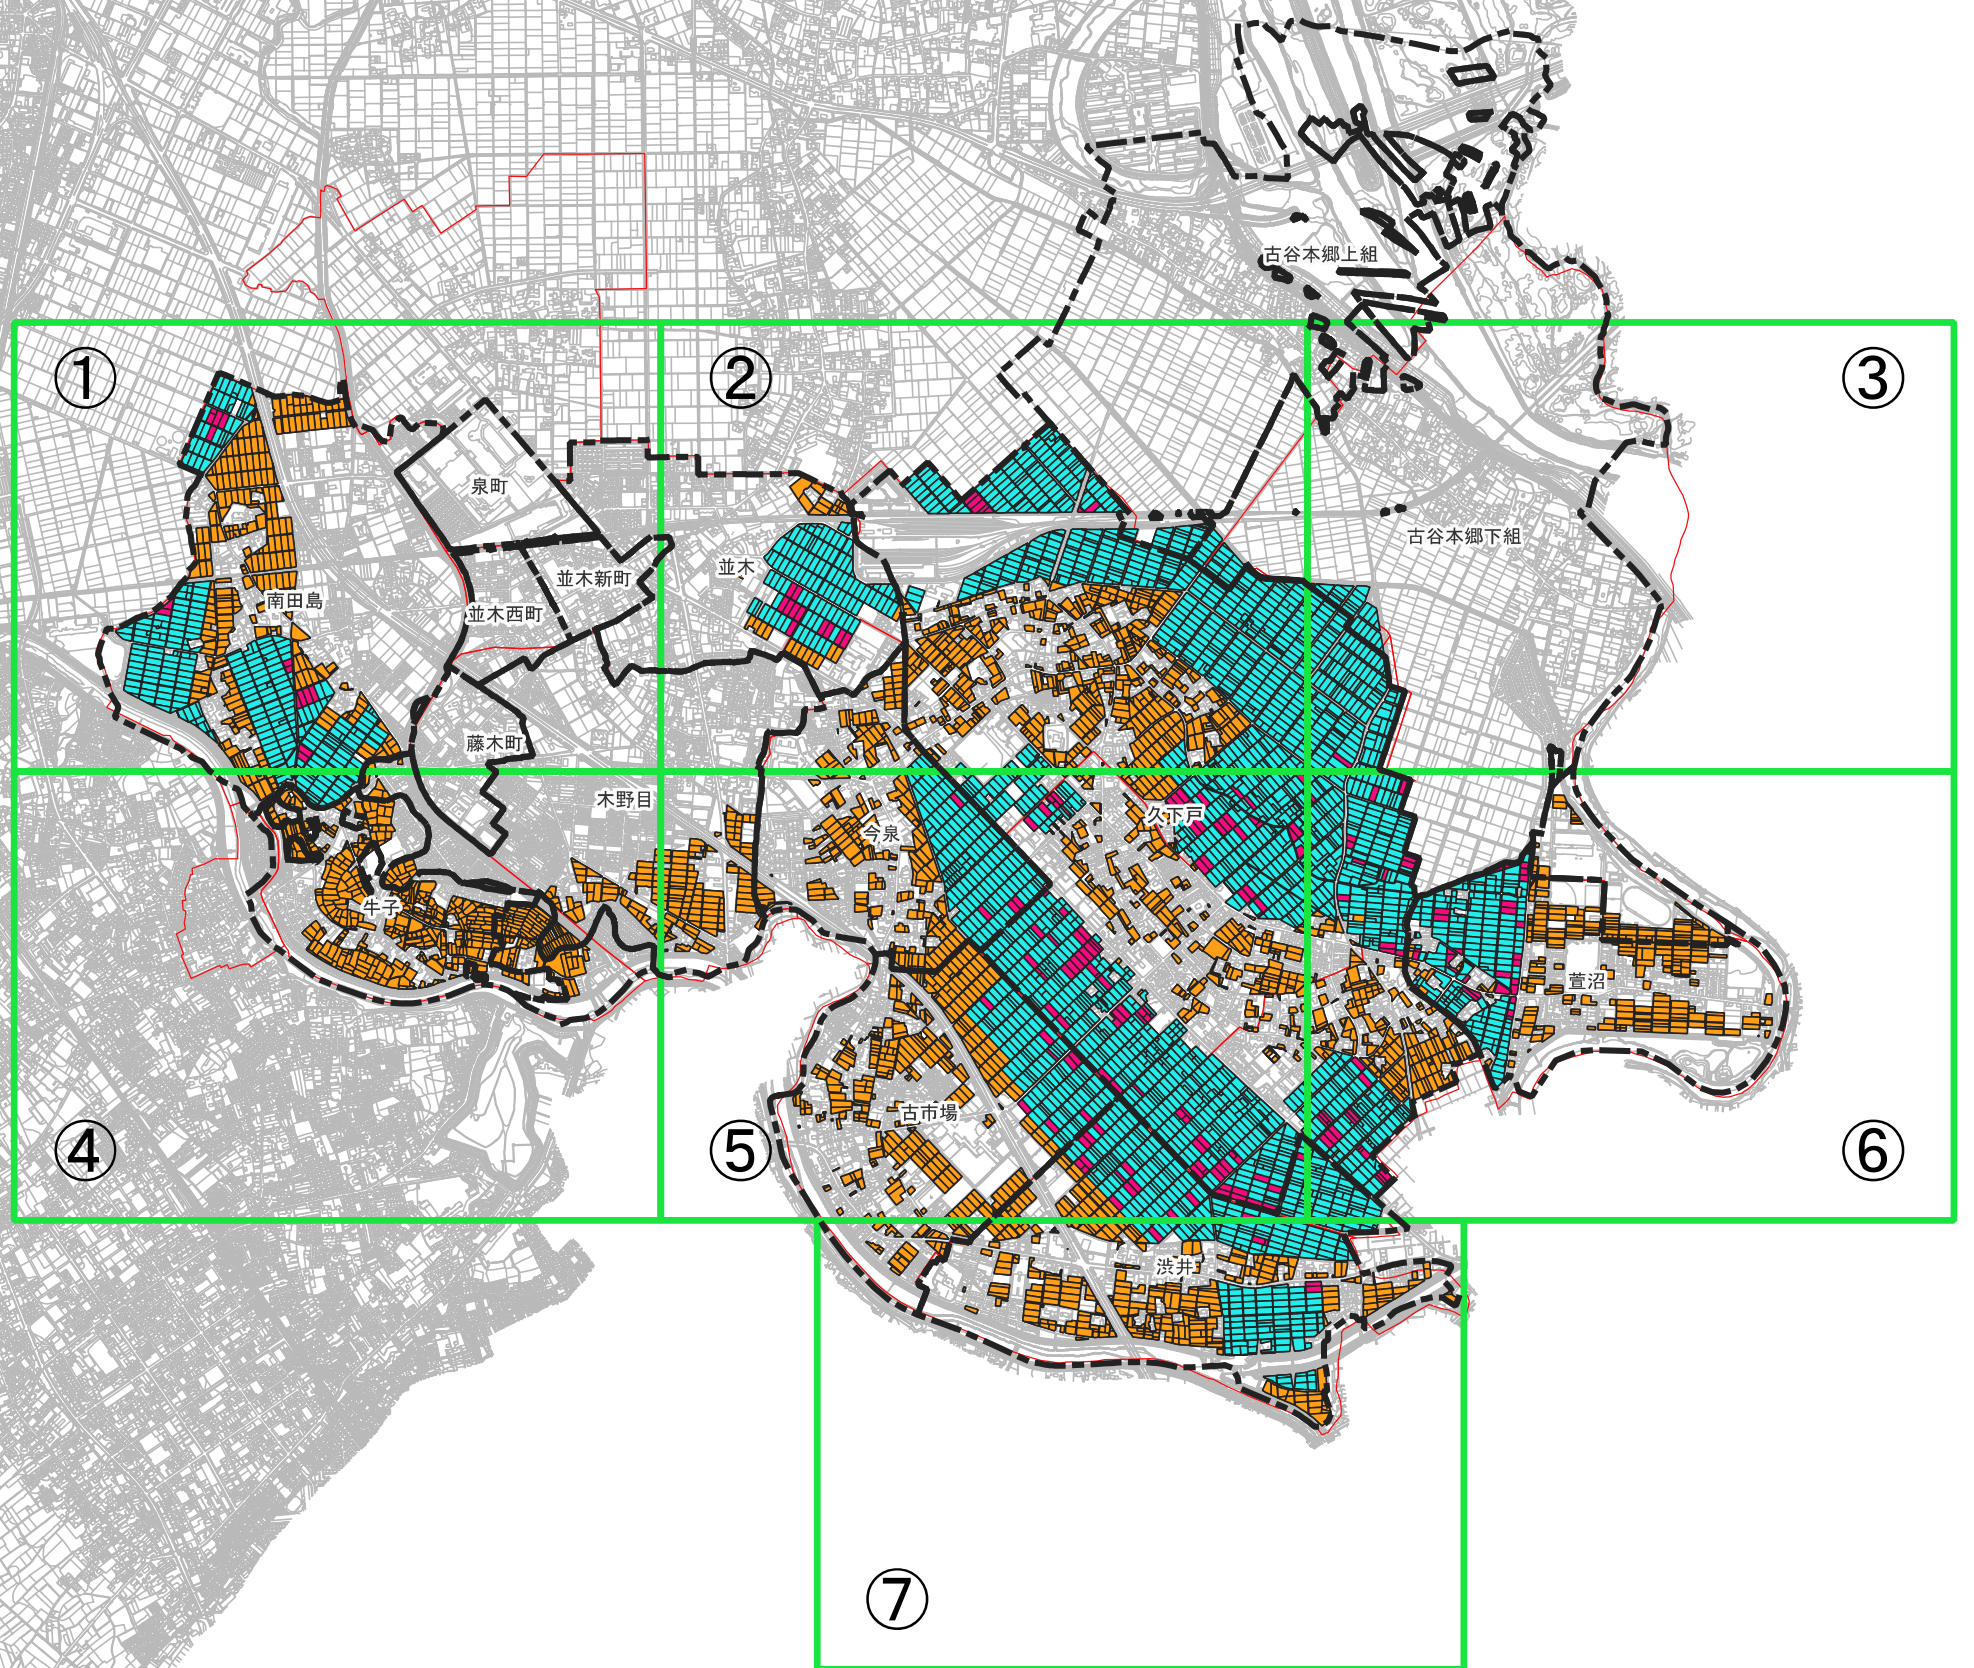 古谷本郷上組
①
②
③
泉町
古谷本郷下組
並木
並木新町
南田島
並木西町
藤木町
木野目
久下戸
今泉
牛子
萱沼
古市場
④
⑤
⑥
渋井
⑦